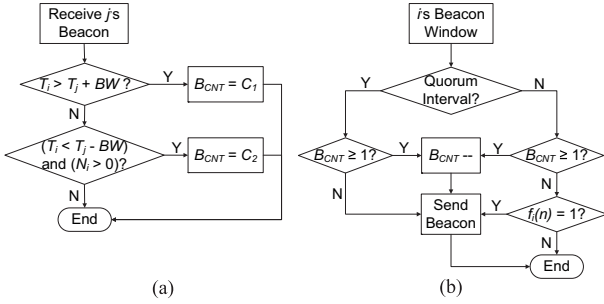 Receive j's
Beacon
T_i > T_j + BW ?
Y
B_CNT = C_1
N
(T_i < T_j - BW)
and (N_i > 0)?
Y
B_CNT = C_2
N
End
(a)
i's Beacon
Window
Y
Quorum
Interval?
N
B_CNT ≥ 1?
Y
B_CNT --
Y
B_CNT ≥ 1?
N
N
Send
Beacon
Y
f_i(n) = 1?
N
End
(b)